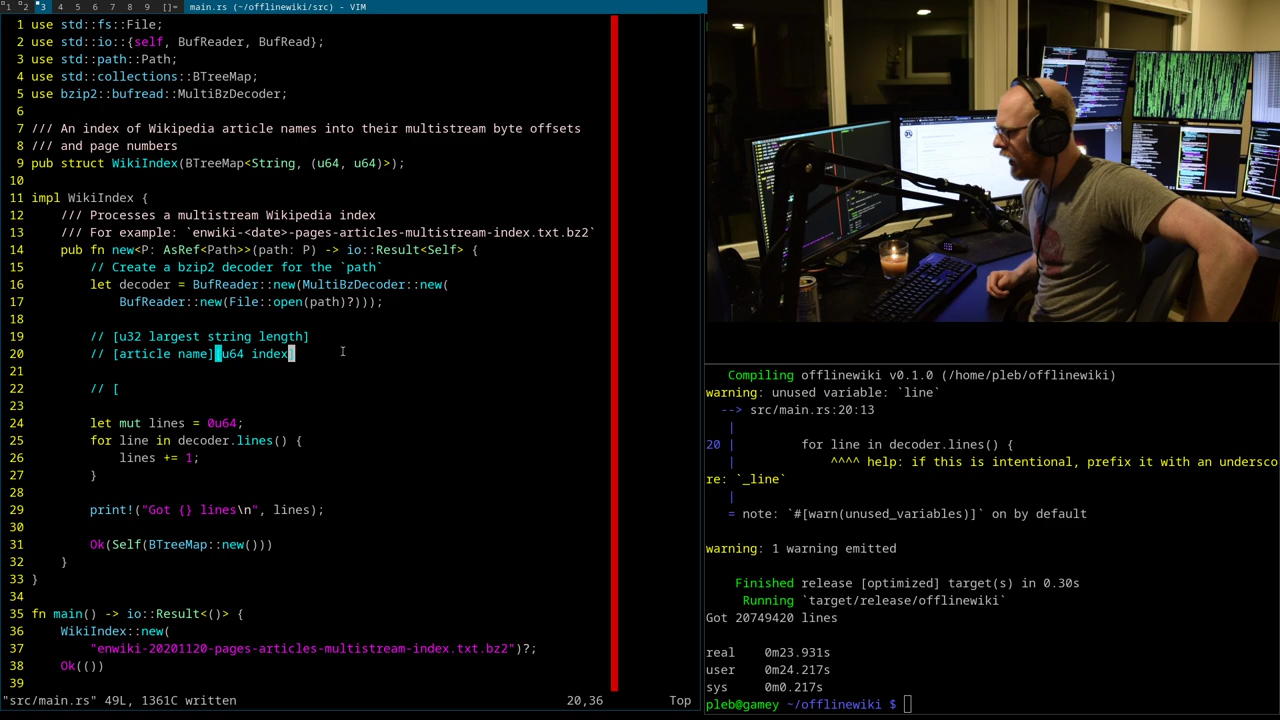 1 2 3 4 5 6 7 8 9 []= main.rs (~/offlinewiki/src) - VIM
1 use std::fs::File;
2 use std::io::{self, BufReader, BufRead};
3 use std::path::Path;
4 use std::collections::BTreeMap;
5 use bzip2::bufread::MultiBzDecoder;
6
7 /// An index of Wikipedia article names into their multistream byte offsets
8 /// and page numbers
9 pub struct WikiIndex(BTreeMap<String, (u64, u64)>);
10
11 impl WikiIndex {
12     /// Processes a multistream Wikipedia index
13     /// For example: `enwiki-<date>-pages-articles-multistream-index.txt.bz2`
14     pub fn new<P: AsRef<Path>>(path: P) -> io::Result<Self> {
15         // Create a bzip2 decoder for the `path`
16         let decoder = BufReader::new(MultiBzDecoder::new(
17             BufReader::new(File::open(path)?)));
18
19         // [u32 largest string length]
20         // [article name][u64 index]
21
22         // [
23
24         let mut lines = 0u64;
25         for line in decoder.lines() {
26             lines += 1;
27         }
28
29         print!("Got {} lines\n", lines);
30
31         Ok(Self(BTreeMap::new()))
32     }
33 }
34
35 fn main() -> io::Result<()> {
36     WikiIndex::new(
37         "enwiki-20201120-pages-articles-multistream-index.txt.bz2")?;
38     Ok(())
39
"src/main.rs" 49L, 1361C written 20,36 Top
Compiling offlinewiki v0.1.0 (/home/pleb/offlinewiki)
warning: unused variable: `line`
--> src/main.rs:20:13
|
20 |         for line in decoder.lines() {
|             ^^^^ help: if this is intentional, prefix it with an undersco
re: `_line`
|
= note: `#[warn(unused_variables)]` on by default
warning: 1 warning emitted
Finished release [optimized] target(s) in 0.30s
Running `target/release/offlinewiki`
Got 20749420 lines
real 0m23.931s
user 0m24.217s
sys 0m0.217s
pleb@gamey ~/offlinewiki $